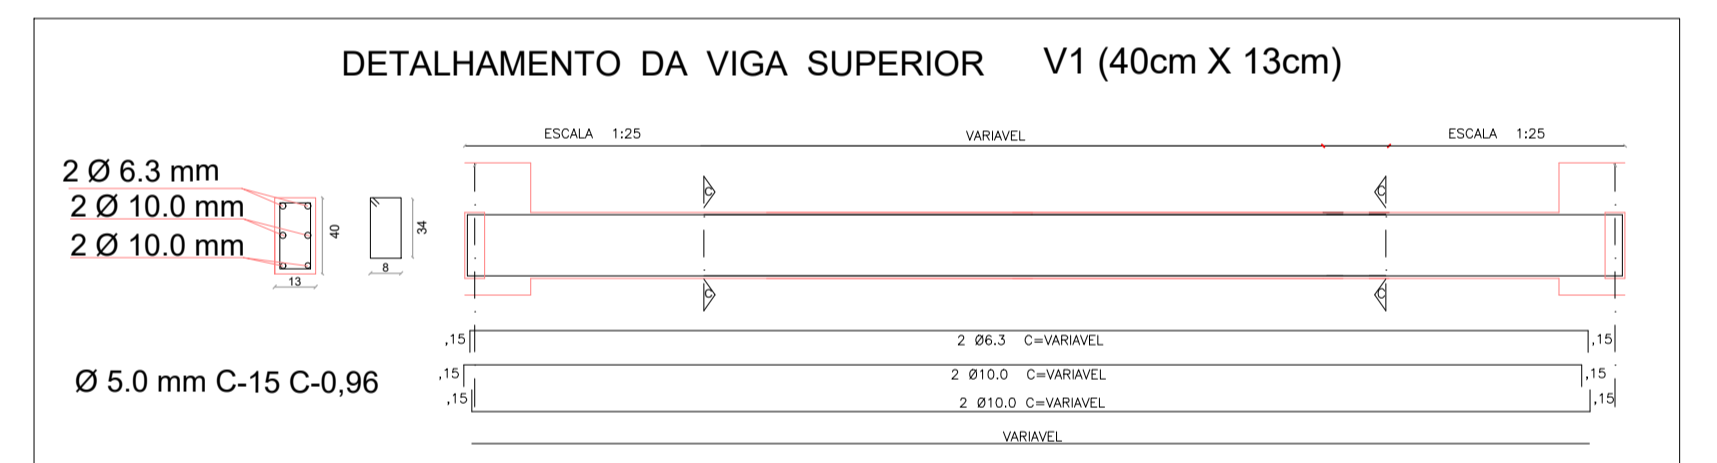 DETALHAMENTO DA VIGA SUPERIOR V1 (40cm X 13cm)
ESCALA 1:25 VARIAVEL ESCALA 1:25
2 Ø 6.3 mm
2 Ø 10.0 mm
2 Ø 10.0 mm
40
34
13
8
C C
C C
,15 2 Ø6.3 C=VARIAVEL ,15
,15 2 Ø10.0 C=VARIAVEL ,15
,15 2 Ø10.0 C=VARIAVEL ,15
Ø 5.0 mm C-15 C-0,96
VARIAVEL